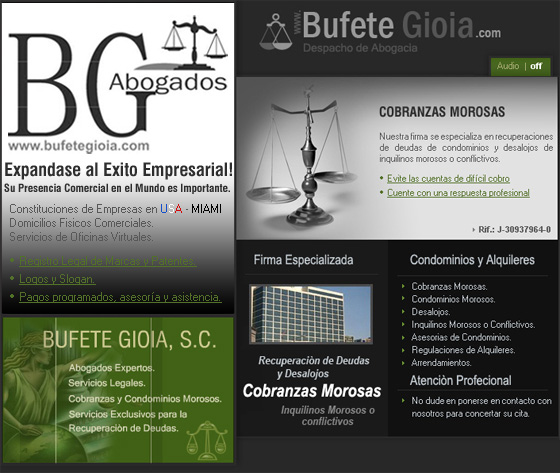 BG
Abogados
www.bufetegioia.com
Expandase al Exito Empresarial!
Su Presencia Comercial en el Mundo es Importante.
Constituciones de Empresas en USA - MIAMI
Domicilios Fisicos Comerciales.
Servicios de Oficinas Virtuales.
Registro Legal de Marcas y Patentes.
Logos y Slogan.
Pagos programados, asesoría y asistencia.
BUFETE GIOIA, S.C.
Abogados Expertos.
Servicios Legales.
Cobranzas y Condominios Morosos.
Servicios Exclusivos para la
Recuperaciòn de Deudas.
www.Bufete Gioia.com
Despacho de Abogacia
Audio | off
COBRANZAS MOROSAS
Nuestra firma se especializa en recuperaciones
de deudas de condominios y desalojos de
inquilinos morosos o conflictivos.
Evite las cuentas de difícil cobro
Cuente con una respuesta profesional
Rif.: J-30937964-0
Firma Especializada
Recuperaciòn de Deudas
y Desalojos
Cobranzas Morosas
Inquilinos Morosos o
conflictivos
Condominios y Alquileres
Cobranzas Morosas.
Condominios Morosos.
Desalojos.
Inquilinos Morosos o Conflictivos.
Asesorias de Condominio.
Regulaciones de Alquileres.
Arrendamientos.
Atenciòn Profecional
No dude en ponerse en contacto con
nosotros para concertar su cita.